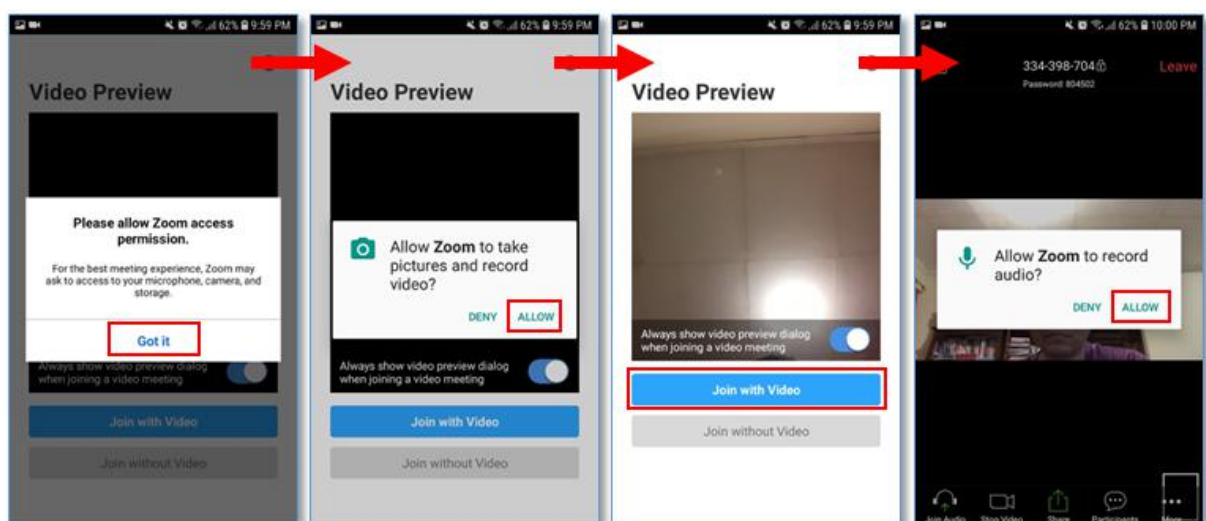 62% 9:59 PM
Video Preview
Please allow Zoom access
permission.
For the best meeting experience, Zoom may
ask to access to your microphone, camera, and
storage.
Got it
Always show video preview dialog
when joining a video meeting
Join with Video
Join without Video
62% 9:59 PM
Video Preview
Allow Zoom to take
pictures and record
video?
DENY ALLOW
Always show video preview dialog
when joining a video meeting
Join with Video
Join without Video
62% 9:59 PM
Video Preview
Always show video preview dialog
when joining a video meeting
Join with Video
Join without Video
62% 10:00 PM
334-398-704 Leave
Password: 804502
Allow Zoom to record
audio?
DENY ALLOW
Join Audio Stop Video Share Participants More